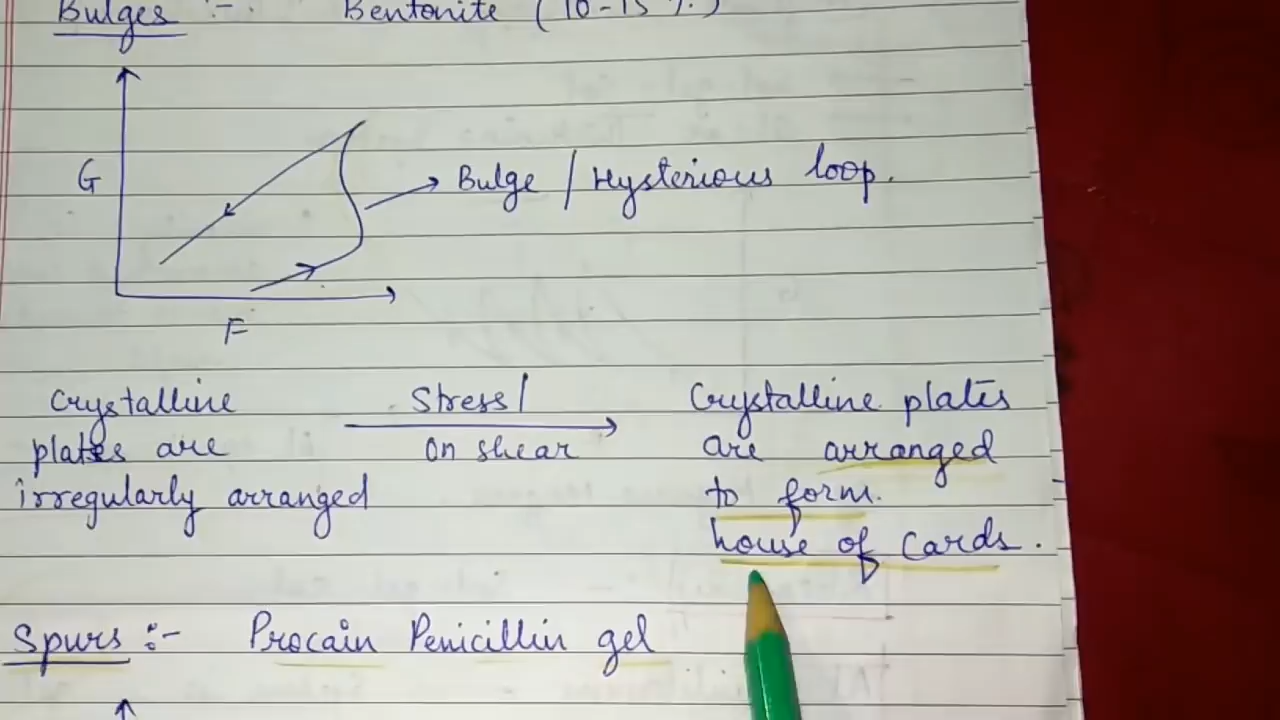 Bulges :- Bentonite (10-15%)
G
Bulge / Hysterious loop.
F
Crystalline Stress/ Crystalline plates
plates are on shear are arranged
irregularly arranged to form.
house of cards.
Spurs :- Procain Penicillin gel